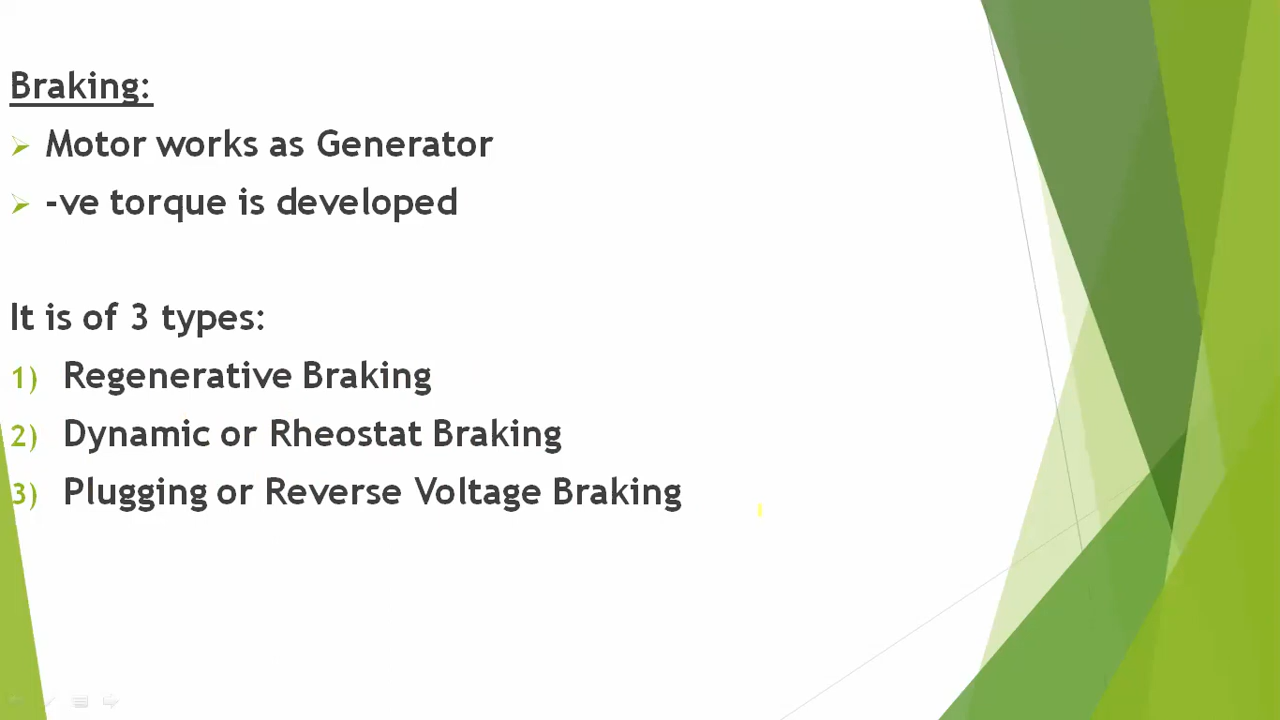 Braking:
➢ Motor works as Generator
➢ -ve torque is developed
It is of 3 types:
1) Regenerative Braking
2) Dynamic or Rheostat Braking
3) Plugging or Reverse Voltage Braking